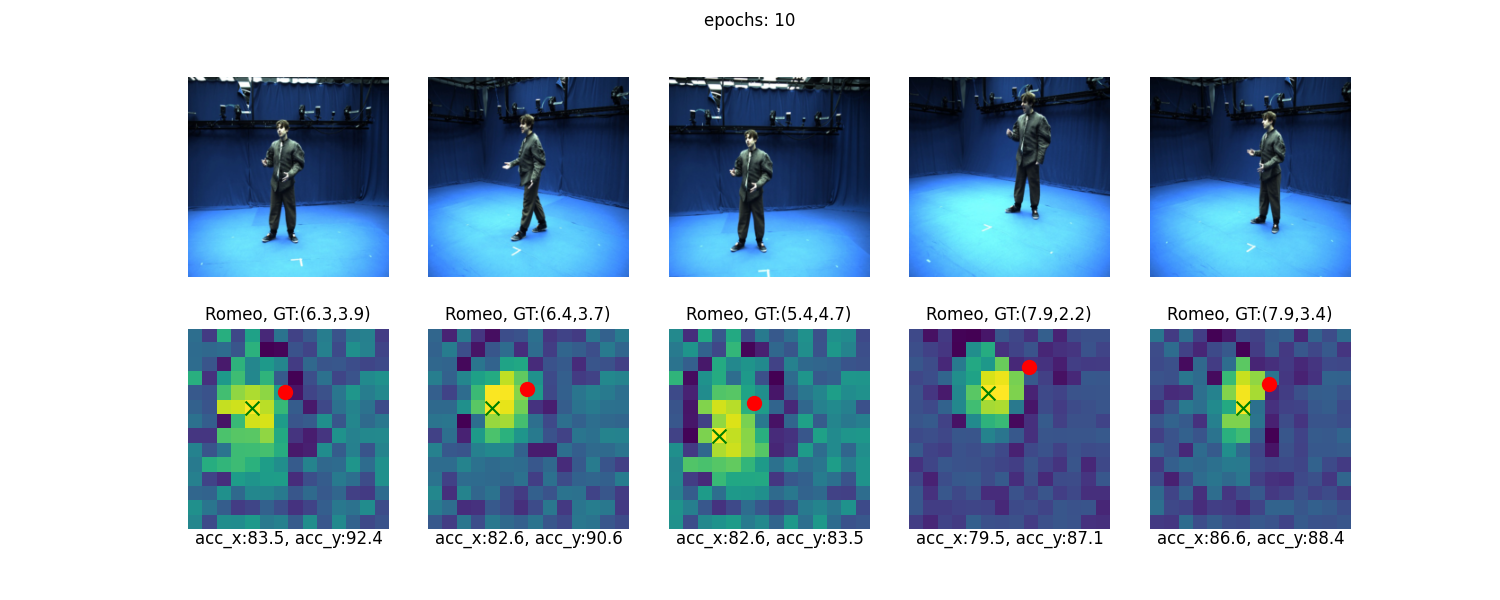 epochs: 10
Romeo, GT:(6.3,3.9)
Romeo, GT:(6.4,3.7)
Romeo, GT:(5.4,4.7)
Romeo, GT:(7.9,2.2)
Romeo, GT:(7.9,3.4)
acc_x:83.5, acc_y:92.4
acc_x:82.6, acc_y:90.6
acc_x:82.6, acc_y:83.5
acc_x:79.5, acc_y:87.1
acc_x:86.6, acc_y:88.4